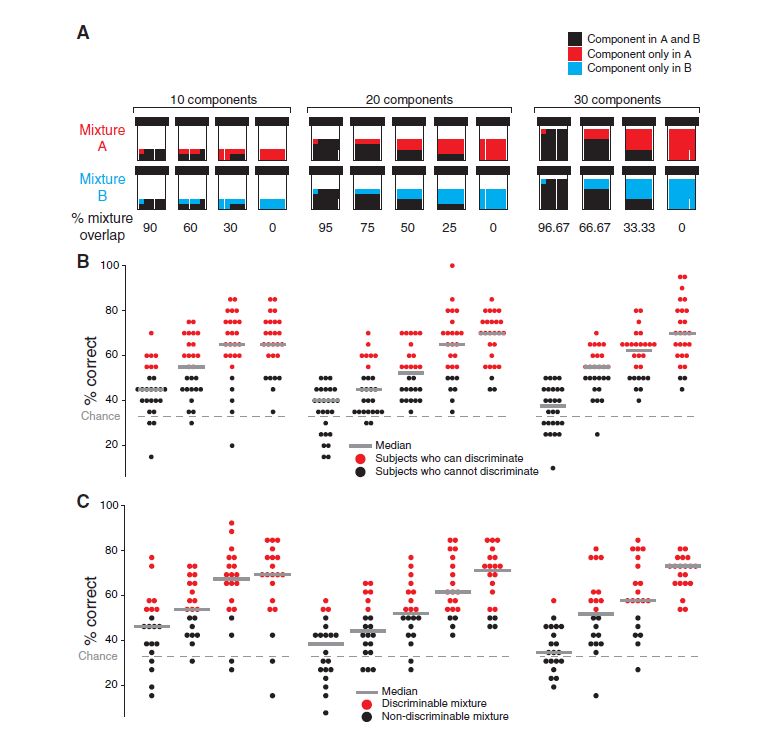 A
Component in A and B
Component only in A
Component only in B
10 components
20 components
30 components
Mixture
A
Mixture
B
% mixture
overlap
90 60 30 0 95 75 50 25 0 96.67 66.67 33.33 0
B
100
80
60
40
Chance
20
% correct
Median
Subjects who can discriminate
Subjects who cannot discriminate
C
100
80
60
40
Chance
20
% correct
Median
Discriminable mixture
Non-discriminable mixture